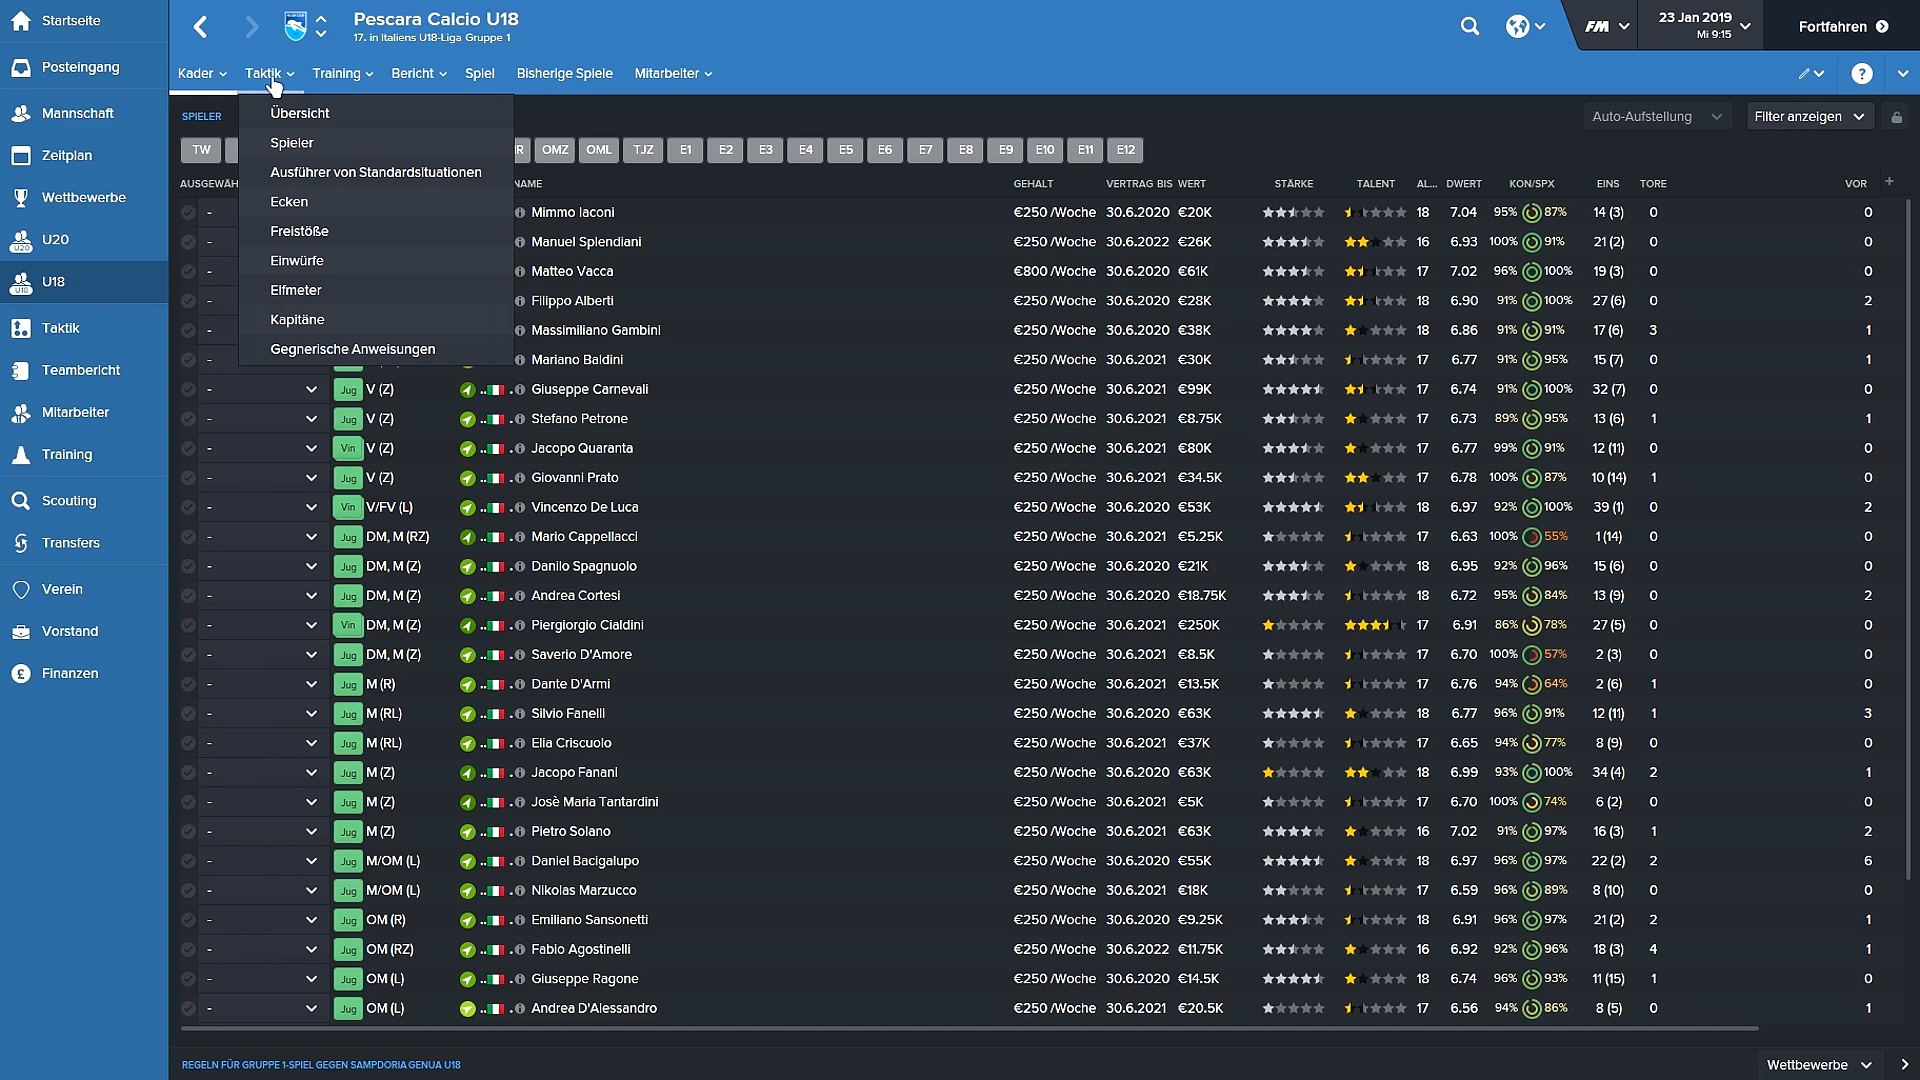 Startseite
Posteingang
Mannschaft
Zeitplan
Wettbewerbe
U20
U18
Taktik
Teambericht
Mitarbeiter
Training
Scouting
Transfers
Verein
Vorstand
Finanzen
Pescara Calcio U18
17. in Italiens U18-Liga Gruppe 1
FM
23 Jan 2019
Mi 9:15
Fortfahren
Kader Taktik Training Bericht Spiel Bisherige Spiele Mitarbeiter
Übersicht
Spieler
Ausführer von Standardsituationen
Ecken
Freistöße
Einwürfe
Elfmeter
Kapitäne
Gegnerische Anweisungen
SPIELER
Auto-Aufstellung Filter anzeigen
TW OMZ OML TJZ E1 E2 E3 E4 E5 E6 E7 E8 E9 E10 E11 E12
AUSGEWÄH NAME GEHALT VERTRAG BIS WERT STÄRKE TALENT AL... DWERT KON/SPX EINS TORE VOR +
- Mimmo Iaconi €250 /Woche 30.6.2020 €20K 18 7.04 95% 87% 14 (3) 0 0
- Manuel Splendiani €250 /Woche 30.6.2022 €26K 16 6.93 100% 91% 21 (2) 0 0
- Matteo Vacca €800 /Woche 30.6.2020 €61K 17 7.02 96% 100% 19 (3) 0 0
- Filippo Alberti €250 /Woche 30.6.2020 €28K 18 6.90 91% 100% 27 (6) 0 2
- Massimiliano Gambini €250 /Woche 30.6.2020 €38K 18 6.86 91% 91% 17 (6) 3 1
- Mariano Baldini €250 /Woche 30.6.2021 €30K 17 6.77 91% 95% 15 (7) 0 1
- Jug V (Z) Giuseppe Carnevali €250 /Woche 30.6.2021 €99K 17 6.74 91% 100% 32 (7) 0 0
- Jug V (Z) Stefano Petrone €250 /Woche 30.6.2021 €8.75K 17 6.73 89% 95% 13 (6) 1 1
- Vin V (Z) Jacopo Quaranta €250 /Woche 30.6.2021 €80K 17 6.77 99% 91% 12 (11) 0 0
- Jug V (Z) Giovanni Prato €250 /Woche 30.6.2021 €34.5K 17 6.78 100% 87% 10 (14) 1 0
- Vin V/FV (L) Vincenzo De Luca €250 /Woche 30.6.2021 €53K 18 6.97 92% 100% 39 (1) 0 2
- Jug DM, M (RZ) Mario Cappellacci €250 /Woche 30.6.2021 €5.25K 17 6.63 100% 55% 1 (14) 0 0
- Jug DM, M (Z) Danilo Spagnuolo €250 /Woche 30.6.2021 €21K 18 6.95 92% 96% 15 (6) 0 0
- Jug DM, M (Z) Andrea Cortesi €250 /Woche 30.6.2020 €18.75K 18 6.72 95% 84% 13 (9) 0 2
- Vin DM, M (Z) Piergiorgio Cialdini €250 /Woche 30.6.2021 €250K 17 6.91 86% 78% 27 (5) 0 0
- Jug DM, M (Z) Saverio D'Amore €250 /Woche 30.6.2021 €8.5K 17 6.70 100% 57% 2 (3) 0 0
- Jug M (R) Dante D'Armi €250 /Woche 30.6.2021 €13.5K 17 6.76 94% 64% 2 (6) 1 0
- Jug M (RL) Silvio Fanelli €250 /Woche 30.6.2020 €63K 18 6.77 96% 91% 12 (11) 1 3
- Jug M (RL) Elia Criscuolo €250 /Woche 30.6.2021 €37K 17 6.65 94% 77% 8 (9) 0 0
- Jug M (Z) Jacopo Fanani €250 /Woche 30.6.2020 €63K 18 6.99 93% 100% 34 (4) 2 1
- Jug M (Z) Josè Maria Tantardini €250 /Woche 30.6.2021 €5K 17 6.70 100% 74% 6 (2) 0 0
- Jug M (Z) Pietro Solano €250 /Woche 30.6.2021 €63K 16 7.02 91% 97% 16 (3) 1 2
- Jug M/OM (L) Daniel Bacigalupo €250 /Woche 30.6.2020 €55K 18 6.97 96% 97% 22 (2) 2 6
- Jug M/OM (L) Nikolas Marzucco €250 /Woche 30.6.2021 €18K 17 6.59 96% 89% 8 (10) 0 0
- Jug OM (R) Emiliano Sansonetti €250 /Woche 30.6.2020 €9.25K 18 6.91 96% 97% 21 (2) 2 1
- Jug OM (RZ) Fabio Agostinelli €250 /Woche 30.6.2022 €11.75K 16 6.92 92% 96% 18 (3) 4 1
- Jug OM (L) Giuseppe Ragone €250 /Woche 30.6.2020 €14.5K 18 6.74 96% 93% 11 (15) 1 0
- Jug OM (L) Andrea D'Alessandro €250 /Woche 30.6.2021 €20.5K 17 6.56 94% 86% 8 (5) 0 1
REGELN FÜR GRUPPE 1-SPIEL GEGEN SAMPDORIA GENUA U18
Wettbewerbe